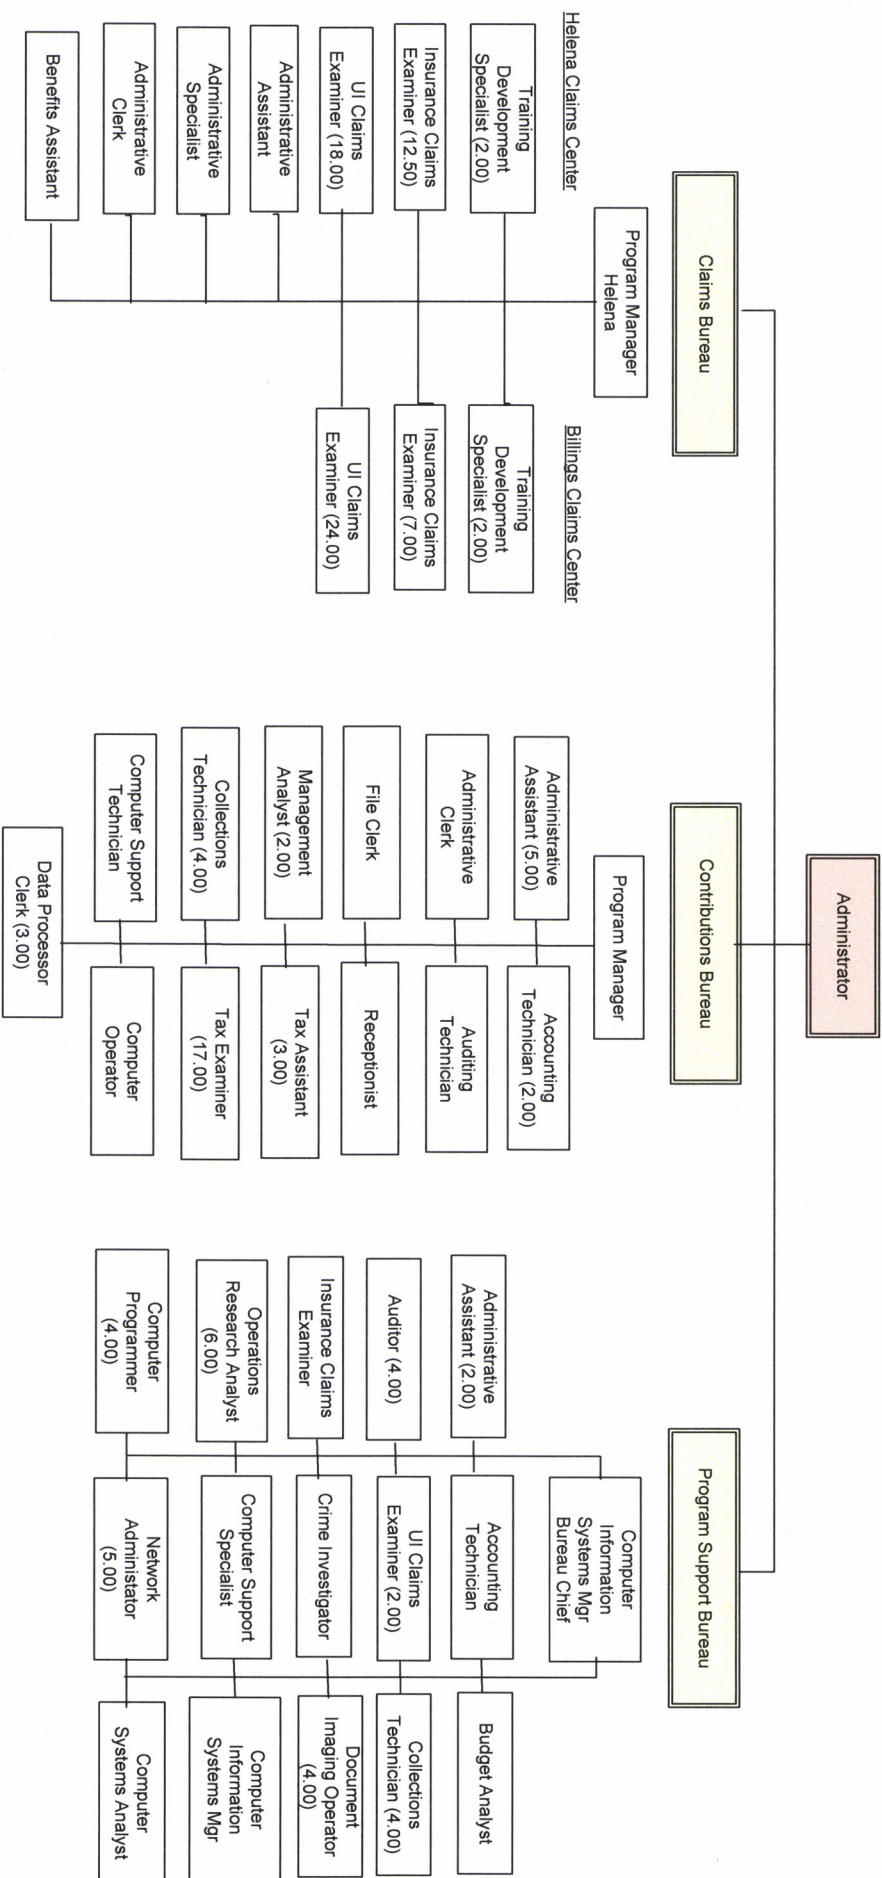 Administrator
Claims Bureau
Contributions Bureau
Program Support Bureau
Program Manager
Helena
Helena Claims Center
Billings Claims Center
Training
Development
Specialist (2.00)
Training
Development
Specialist (2.00)
Insurance Claims
Examiner (12.50)
Insurance Claims
Examiner (7.00)
UI Claims
Examiner (18.00)
UI Claims
Examiner (24.00)
Administrative
Assistant
Administrative
Specialist
Administrative
Clerk
Benefits Assistant
Program Manager
Administrative
Assistant (5.00)
Accounting
Technician (2.00)
Administrative
Clerk
Auditing
Technician
File Clerk
Receptionist
Management
Analyst (2.00)
Tax Assistant
(3.00)
Collections
Technician (4.00)
Tax Examiner
(17.00)
Computer Support
Technician
Computer
Operator
Data Processor
Clerk (3.00)
Computer
Information
Systems Mgr
Bureau Chief
Administrative
Assistant (2.00)
Accounting
Technician
Budget Analyst
Auditor (4.00)
UI Claims
Examiner (2.00)
Collections
Technician (4.00)
Insurance Claims
Examiner
Crime Investigator
Document
Imaging Operator
(4.00)
Operations
Research Analyst
(6.00)
Computer Support
Specialist
Computer
Information
Systems Mgr
Computer
Programmer
(4.00)
Network
Administator
(5.00)
Computer
Systems Analyst